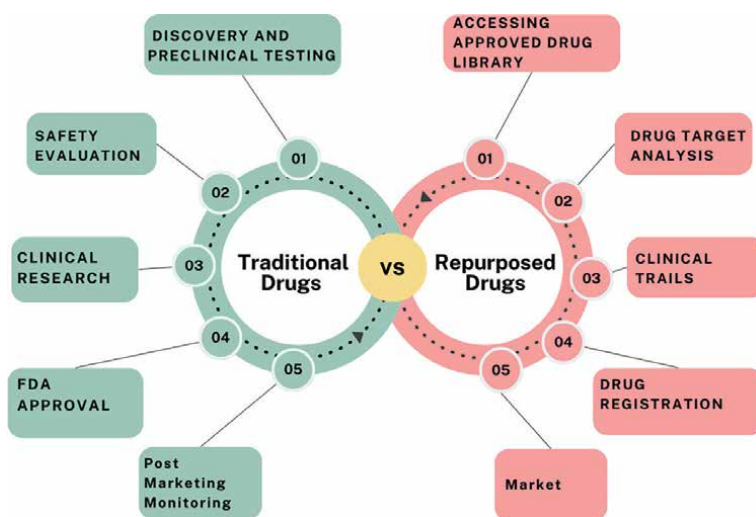 DISCOVERY AND
PRECLINICAL TESTING
SAFETY
EVALUATION
CLINICAL
RESEARCH
FDA
APPROVAL
Post
Marketing
Monitoring
01
02
03
04
05
Traditional
Drugs
VS
Repurposed
Drugs
01
02
03
04
05
ACCESSING
APPROVED DRUG
LIBRARY
DRUG TARGET
ANALYSIS
CLINICAL
TRAILS
DRUG
REGISTRATION
Market